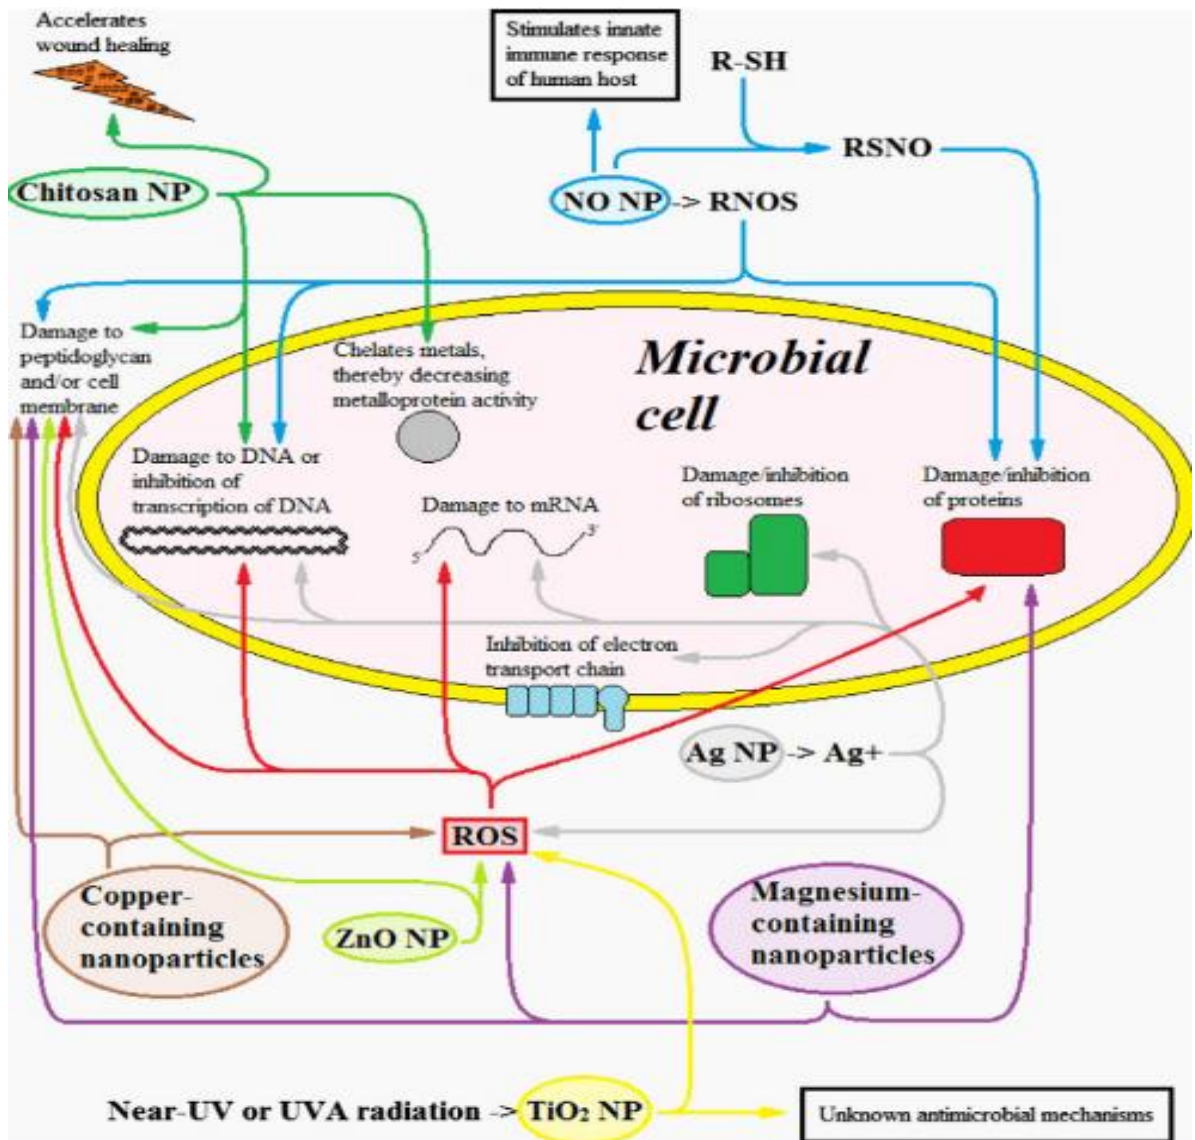 Accelerates
wound healing
Stimulates innate
immune response
of human host
R-SH
RSNO
Chitosan NP
NO NP -> RNOS
Damage to
peptidoglycan
and/or cell
membrane
Chelates metals,
thereby decreasing
metalloprotein activity
Microbial
cell
Damage to DNA or
inhibition of
transcription of DNA
Damage to mRNA
5'
3'
Damage/inhibition
of ribosomes
Damage/inhibition
of proteins
Inhibition of electron
transport chain
Ag NP -> Ag+
ROS
Copper-
containing
nanoparticles
ZnO NP
Magnesium-
containing
nanoparticles
Near-UV or UVA radiation -> TiO₂ NP
Unknown antimicrobial mechanisms